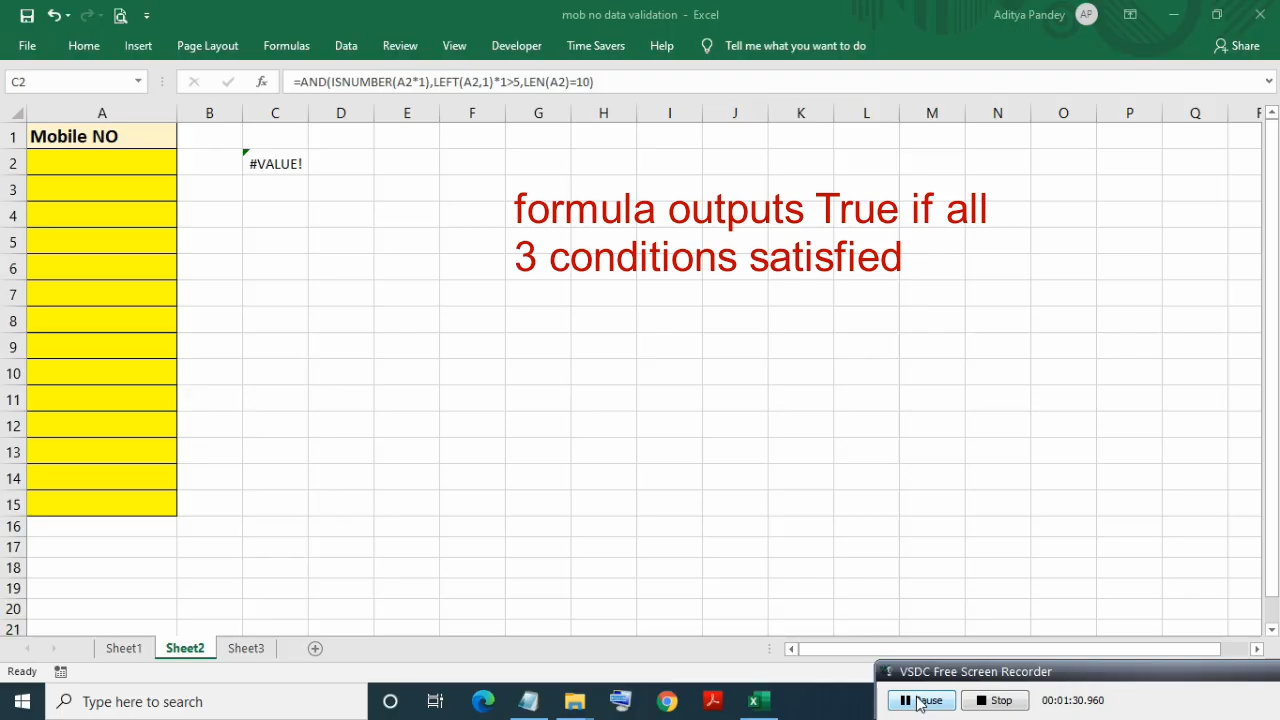 mob no data validation - Excel
Aditya Pandey AP
File Home Insert Page Layout Formulas Data Review View Developer Time Savers Help Tell me what you want to do Share
C2 fx =AND(ISNUMBER(A2*1),LEFT(A2,1)*1>5,LEN(A2)=10)
A B C D E F G H I J K L M N O P Q
1 Mobile NO
2 #VALUE!
3
formula outputs True if all
4
5
3 conditions satisfied
6
7
8
9
10
11
12
13
14
15
16
17
18
19
20
21
Sheet1 Sheet2 Sheet3
Ready
VSDC Free Screen Recorder
Type here to search
Stop 00:01:30.960